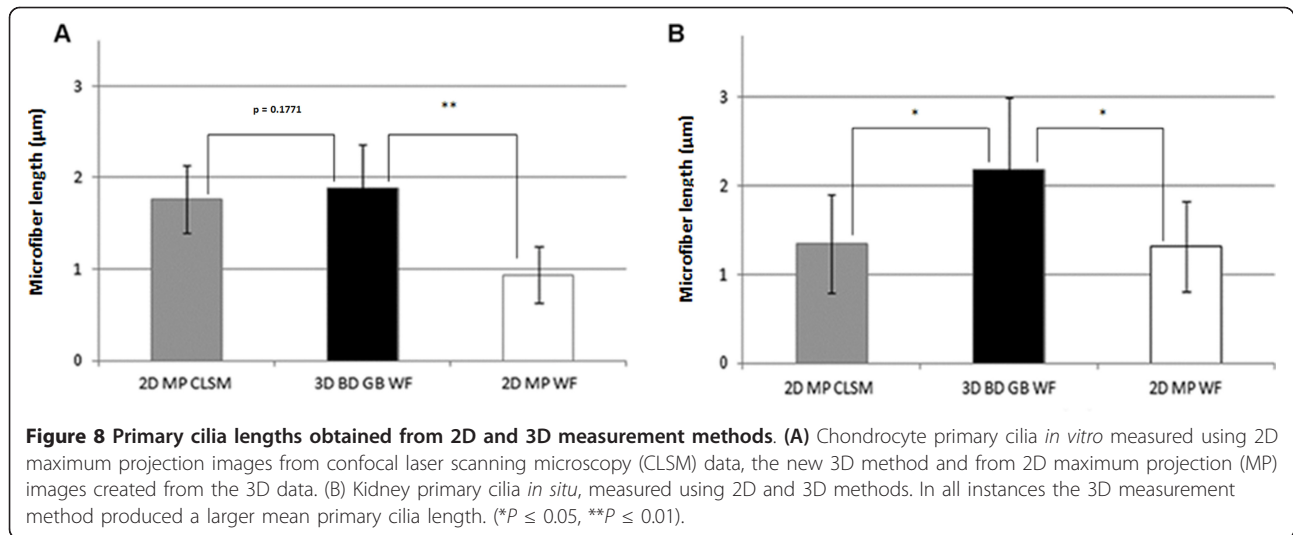 A
Microfiber length (µm)
3
2
1
0
p = 0.1771
**
2D MP CLSM
3D BD GB WF
2D MP WF
B
Microfiber length (µm)
3
2
1
0
*
*
2D MP CLSM
3D BD GB WF
2D MP WF
Figure 8 Primary cilia lengths obtained from 2D and 3D measurement methods. (A) Chondrocyte primary cilia in vitro measured using 2D
maximum projection images from confocal laser scanning microscopy (CLSM) data, the new 3D method and from 2D maximum projection (MP)
images created from the 3D data. (B) Kidney primary cilia in situ, measured using 2D and 3D methods. In all instances the 3D measurement
method produced a larger mean primary cilia length. (*P ≤ 0.05, **P ≤ 0.01).